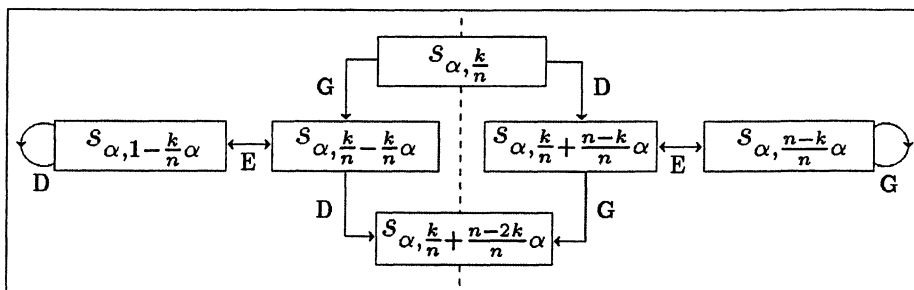 S_{α, k/n}
G D
S_{α, 1 - k/n α} E S_{α, k/n - k/n α} S_{α, k/n + n-k/n α} E S_{α, n-k/n α}
D G
D G
S_{α, k/n + n-2k/n α}